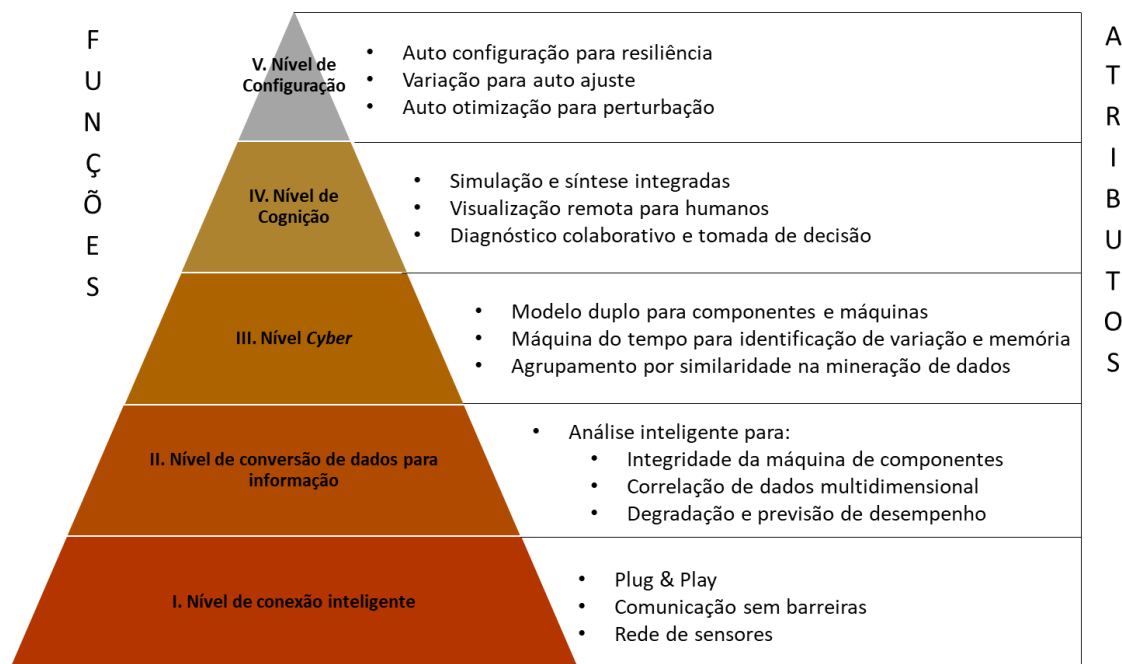 FUNÇÕES
ATRIBUTOS
V. Nível de
Configuração
• Auto configuração para resiliência
• Variação para auto ajuste
• Auto otimização para perturbação
IV. Nível de
Cognição
• Simulação e síntese integradas
• Visualização remota para humanos
• Diagnóstico colaborativo e tomada de decisão
III. Nível Cyber
• Modelo duplo para componentes e máquinas
• Máquina do tempo para identificação de variação e memória
• Agrupamento por similaridade na mineração de dados
II. Nível de conversão de dados para
informação
• Análise inteligente para:
• Integridade da máquina de componentes
• Correlação de dados multidimensional
• Degradação e previsão de desempenho
I. Nível de conexão inteligente
• Plug & Play
• Comunicação sem barreiras
• Rede de sensores